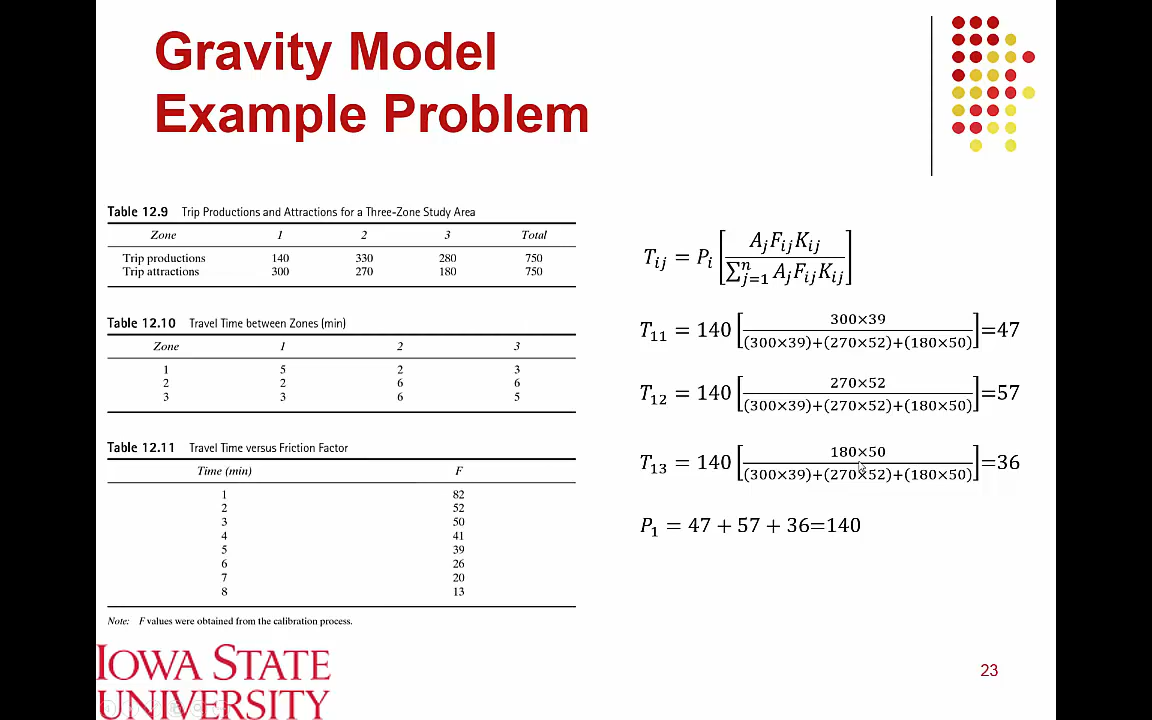 Gravity Model
Example Problem
Table 12.9 Trip Productions and Attractions for a Three-Zone Study Area
Zone 1 2 3 Total
Trip productions 140 330 280 750
Trip attractions 300 270 180 750
Table 12.10 Travel Time between Zones (min)
Zone 1 2 3
1 5 2 3
2 2 6 6
3 3 6 5
Table 12.11 Travel Time versus Friction Factor
Time (min) F
1 82
2 52
3 50
4 41
5 39
6 26
7 20
8 13
Note: F values were obtained from the calibration process.
T_ij = P_i [ A_j F_ij K_ij / ∑_{j=1}^{n} A_j F_ij K_ij ]
T_11 = 140 [ 300×39 / (300×39)+(270×52)+(180×50) ] =47
T_12 = 140 [ 270×52 / (300×39)+(270×52)+(180×50) ] =57
T_13 = 140 [ 180×50 / (300×39)+(270×52)+(180×50) ] =36
P_1 = 47 + 57 + 36=140
IOWA STATE
UNIVERSITY
23